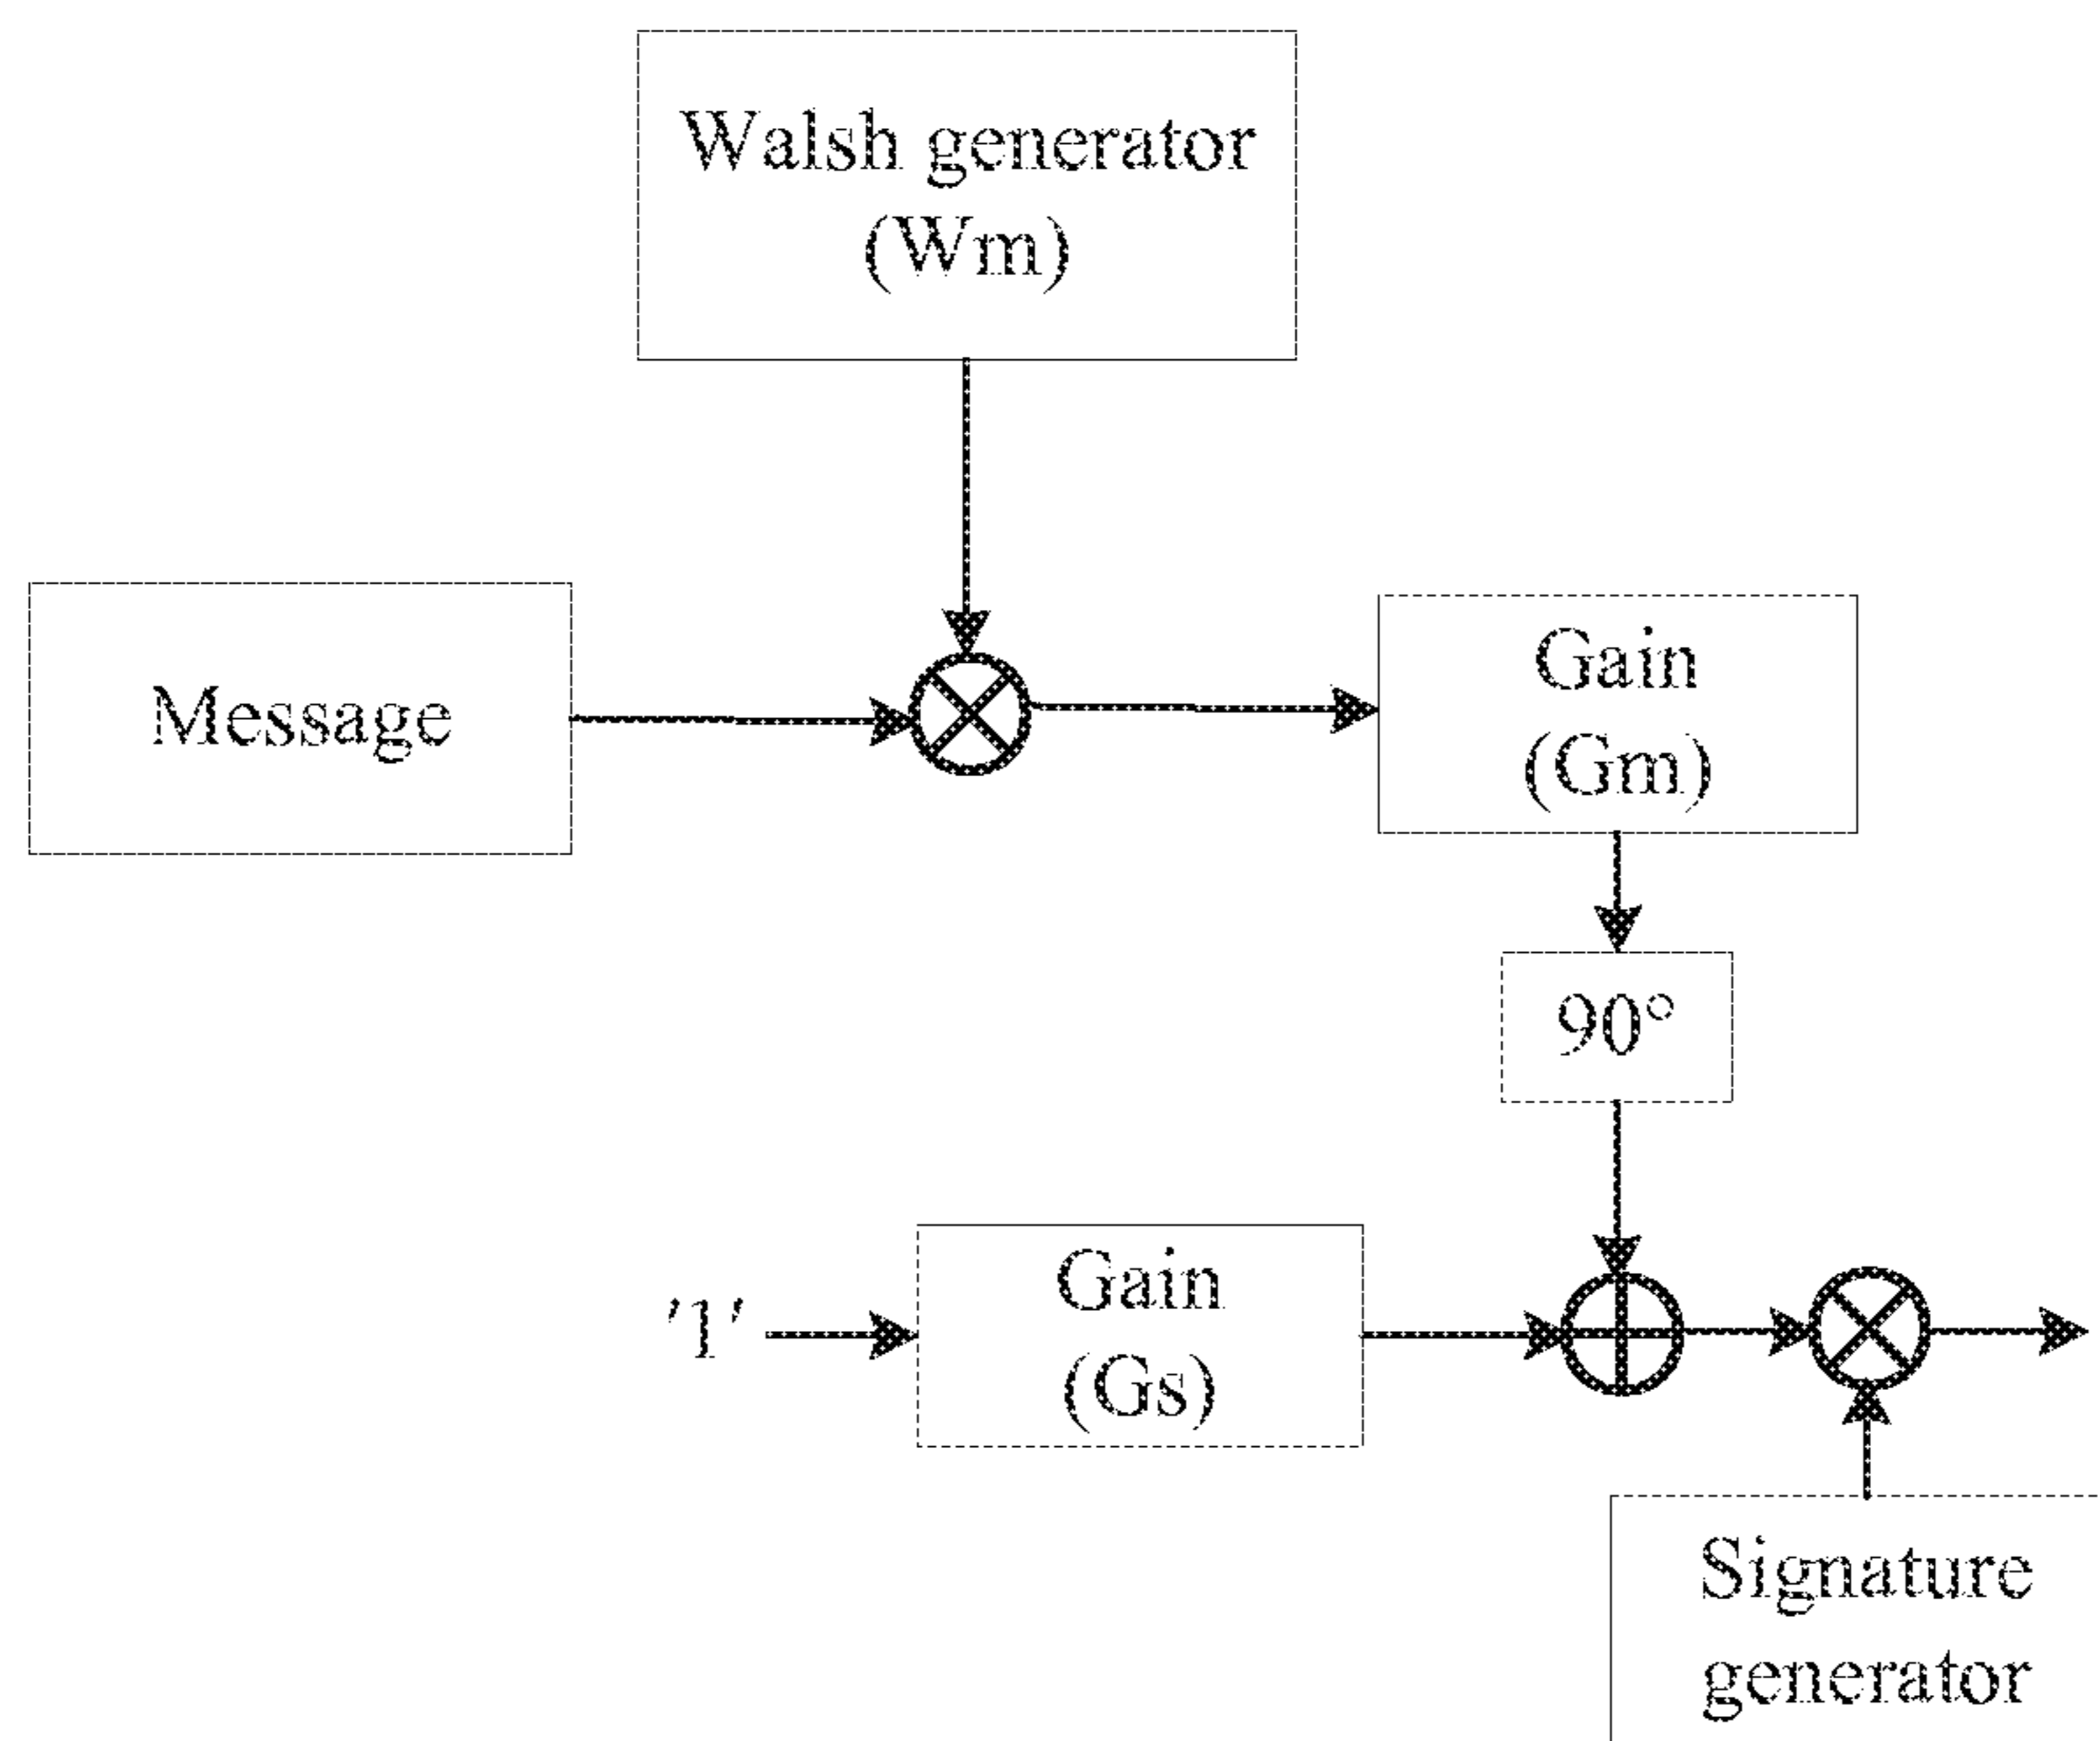 Walsh generator
(Wm)
Message
Gain
(Gm)
90°
'1'
Gain
(Gs)
Signature
generator